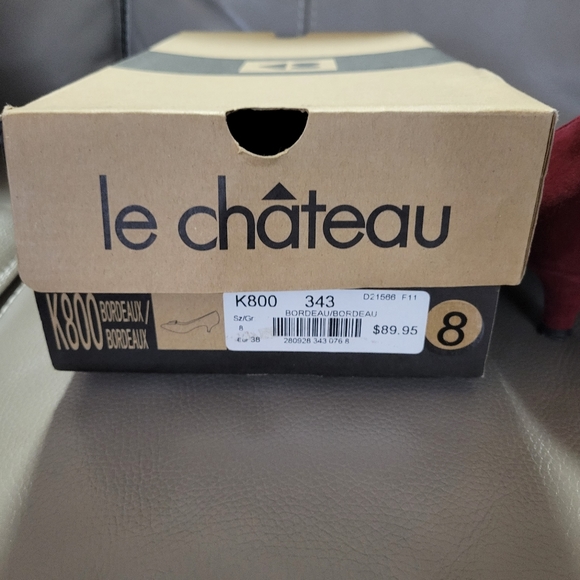 le château
K800 BORDEAUX/
BORDEAUX
K800 343 D21566 F11
BORDEAU/BORDEAU
Sz/Gr
8
$89.95
38 280928 343 076 8
8